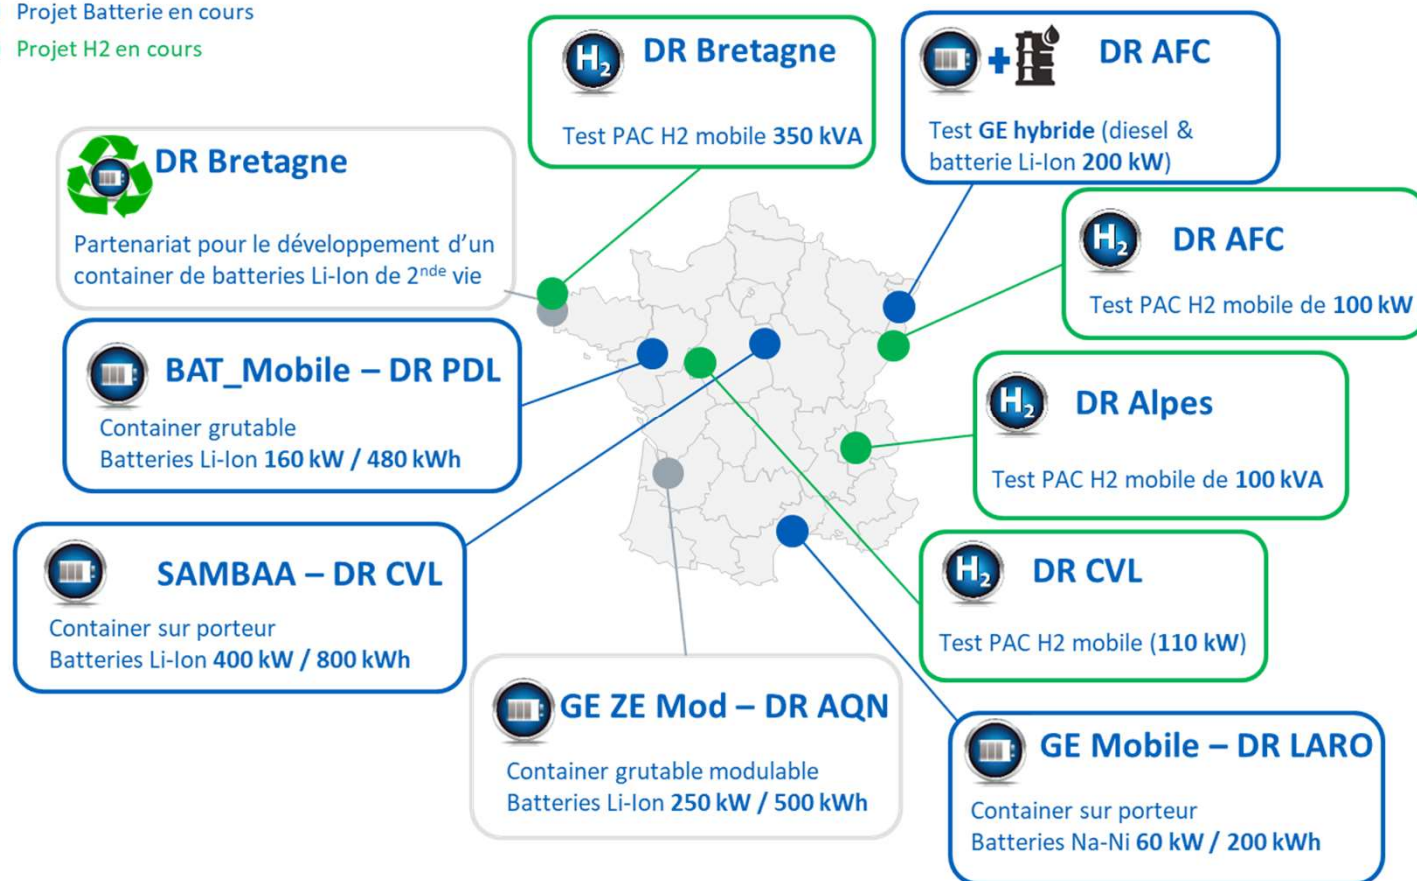 Projet Batterie en cours
Projet H2 en cours
H2
DR Bretagne
Test PAC H2 mobile 350 kVA
+
DR AFC
Test GE hybride (diesel &
batterie Li-Ion 200 kW)
DR Bretagne
Partenariat pour le développement d’un
container de batteries Li-Ion de 2nde vie
H2
DR AFC
Test PAC H2 mobile de 100 kW
BAT_Mobile – DR PDL
Container grutable
Batteries Li-Ion 160 kW / 480 kWh
H2
DR Alpes
Test PAC H2 mobile de 100 kVA
SAMBAA – DR CVL
Container sur porteur
Batteries Li-Ion 400 kW / 800 kWh
H2
DR CVL
Test PAC H2 mobile (110 kW)
GE ZE Mod – DR AQN
Container grutable modulable
Batteries Li-Ion 250 kW / 500 kWh
GE Mobile – DR LARO
Container sur porteur
Batteries Na-Ni 60 kW / 200 kWh